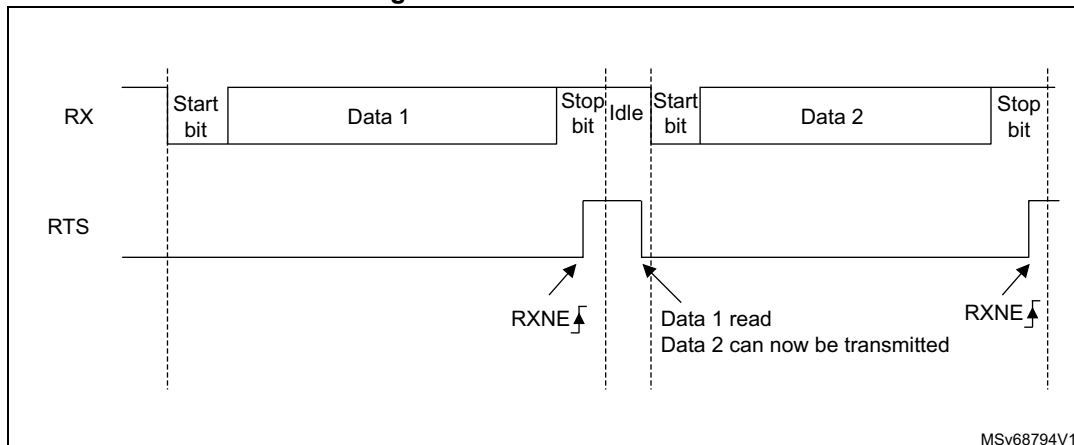 RX
Start bit
Data 1
Stop bit
Idle
Start bit
Data 2
Stop bit
RTS
RXNE
Data 1 read
Data 2 can now be transmitted
RXNE
MSv68794V1